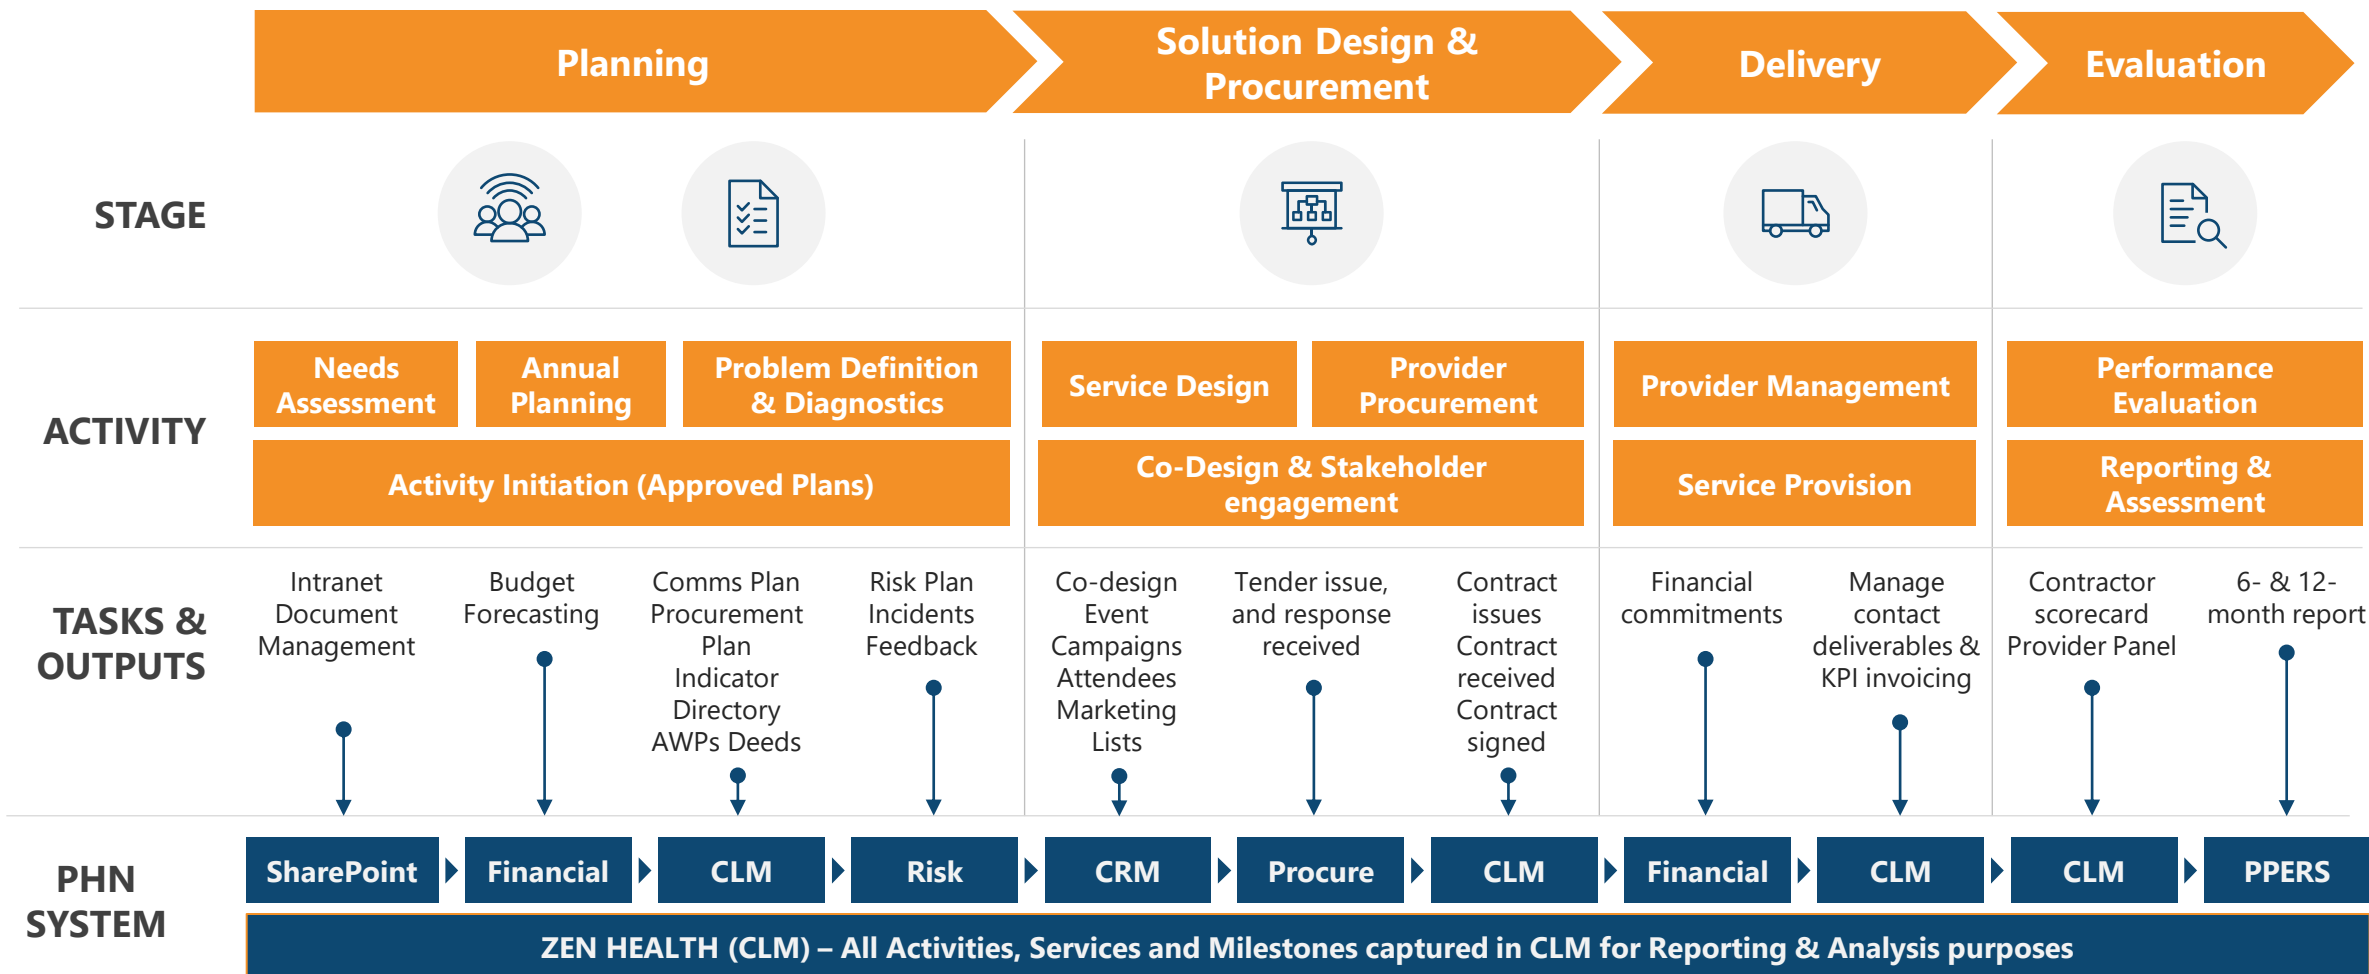 Planning
Solution Design &
Procurement
Delivery
Evaluation
STAGE
ACTIVITY
Needs
Assessment
Annual
Planning
Problem Definition
& Diagnostics
Service Design
Provider
Procurement
Provider Management
Performance
Evaluation
Activity Initiation (Approved Plans)
Co-Design & Stakeholder
engagement
Service Provision
Reporting &
Assessment
TASKS &
OUTPUTS
Intranet
Document
Management
Budget
Forecasting
Comms Plan
Procurement
Plan
Indicator
Directory
AWPs Deeds
Risk Plan
Incidents
Feedback
Co-design
Event
Campaigns
Attendees
Marketing
Lists
Tender issue,
and response
received
Contract
issues
Contract
received
Contract
signed
Financial
commitments
Manage
contact
deliverables &
KPI invoicing
Contractor
scorecard
Provider Panel
6- & 12-
month report
PHN
SYSTEM
SharePoint
Financial
CLM
Risk
CRM
Procure
CLM
Financial
CLM
CLM
PPERS
ZEN HEALTH (CLM) – All Activities, Services and Milestones captured in CLM for Reporting & Analysis purposes